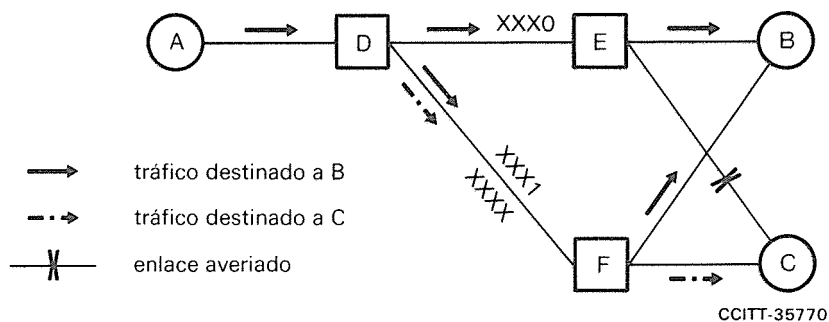 A
D
XXX0
E
B
XXX1
XXXX
tráfico destinado a B
tráfico destinado a C
enlace averiado
F
C
CCITT-35770